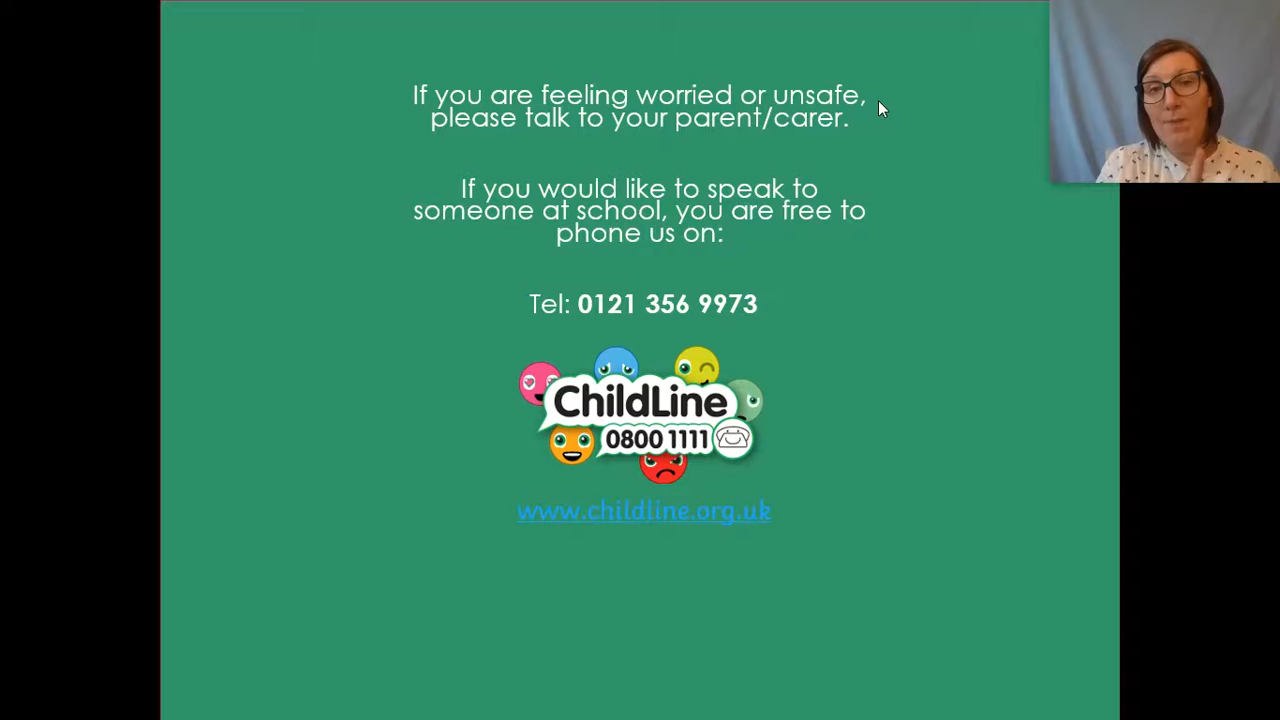 If you are feeling worried or unsafe,
please talk to your parent/carer.
If you would like to speak to
someone at school, you are free to
phone us on:
Tel: 0121 356 9973
ChildLine
0800 1111
www.childline.org.uk